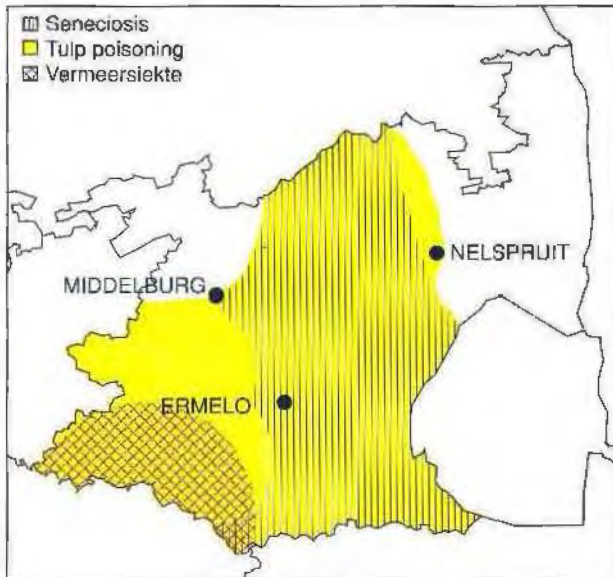 Seneciosis
Tulp poisoning
Vermeersiekte
NELSPRUIT
MIDDELBURG
ERMELO